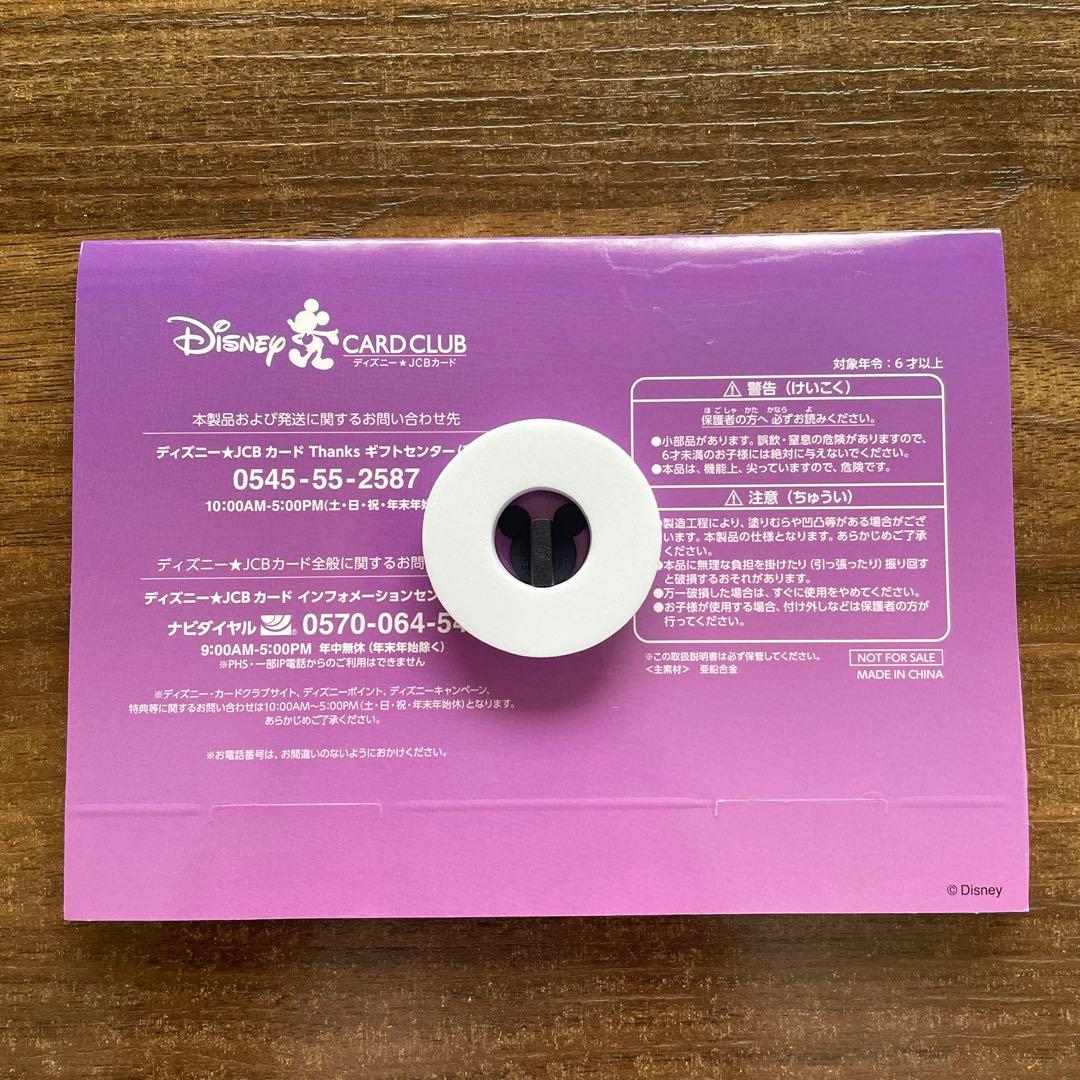 Disney CARD CLUB
ディズニー★JCBカード
本製品および発送に関するお問い合わせ先
ディズニー★JCB カード Thanks ギフトセンター
0545-55-2587
10:00AM-5:00PM(土・日・祝・年末年始
ディズニー★JCBカード全般に関するお問
ディズニー★JCB カード インフォメーションセン
ナビダイヤル 0570-064-54
9:00AM-5:00PM 年中無休(年末年始除く)
※PHS・一部IP電話からのご利用はできません
※ディズニー・カードクラブサイト、ディズニーポイント、ディズニーキャンペーン、
特典等に関するお問い合わせは10:00AM〜5:00PM(土・日・祝・年末年始休)となります。
あらかじめご了承ください。
※お電話番号は、お間違いのないようにおかけください。
対象年令:6才以上
⚠ 警告(けいこく)
ほごしゃ かた かなら よ
保護者の方へ 必ずお読みください。
●小部品があります。誤飲・窒息の危険がありますので、
6才未満のお子様には絶対に与えないでください。
●本品は、機能上、尖っていますので、危険です。
⚠ 注意(ちゅうい)
●製造工程により、塗りむらや凹凸等がある場合がござ
います。本製品の仕様となります。あらかじめご了承
ください。
●本品に無理な負担を掛けたり(引っ張ったり)振り回す
と破損するおそれがあります。
●万一破損した場合は、すぐに使用をやめてください。
●お子様が使用する場合、付け外しなどは保護者の方が
行ってください。
※この取扱説明書は必ず保管してください。
<主素材> 亜鉛合金
NOT FOR SALE
MADE IN CHINA
© Disney